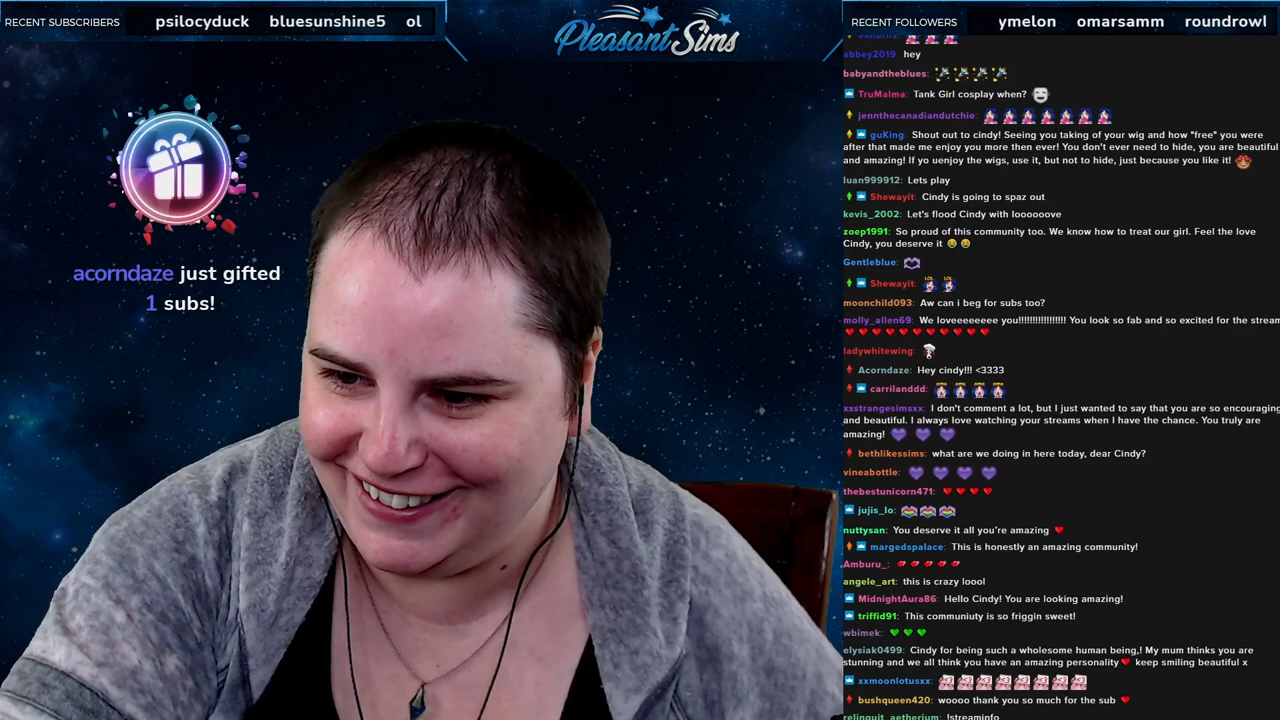 RECENT SUBSCRIBERS psilocyduck bluesunshine5 ol
PleasantSims
RECENT FOLLOWERS ymelon omarsamm roundrowl
acorndaze just gifted
1 subs!
abbey2019 hey
babyandtheblues:
TruMalma: Tank Girl cosplay when?
jennthecanadiandutchie:
guKing: Shout out to cindy! Seeing you taking of your wig and how "free" you were
after that made me enjoy you more then ever! You don't ever need to hide, you are beautiful
and amazing! If yo uenjoy the wigs, use it, but not to hide, just because you like it!
luan999912: Lets play
Shewayit: Cindy is going to spaz out
kevis_2002: Let's flood Cindy with loooooove
zoep1991: So proud of this community too. We know how to treat our girl. Feel the love
Cindy, you deserve it
Gentleblue:
Shewayit:
moonchild093: Aw can i beg for subs too?
molly_allen69: We loveeeeeeee you!!!!!!!!!!!!!!!!!! You look so fab and so excited for the stream
ladywhitewing:
Acorndaze: Hey cindy!!! <3333
carrilanddd:
xxstrangesimsxx: I don't comment a lot, but I just wanted to say that you are so encouraging
and beautiful. I always love watching your streams when I have the chance. You truly are
amazing!
bethlikessims: what are we doing in here today, dear Cindy?
vineabottle:
thebestunicorn471:
jujis_lo:
nuttysan: You deserve it all you're amazing
margedspalace: This is honestly an amazing community!
Amburu_:
angele_art: this is crazy loool
MidnightAura86: Hello Cindy! You are looking amazing!
triffid91: This communiuty is so friggin sweet!
wbimek:
elysiak0499: Cindy for being such a wholesome human being,! My mum thinks you are
stunning and we all think you have an amazing personality keep smiling beautiful x
xxmoonlotusxx:
bushqueen420: woooo thank you so much for the sub
relinquit_aetherium: !streaminfo